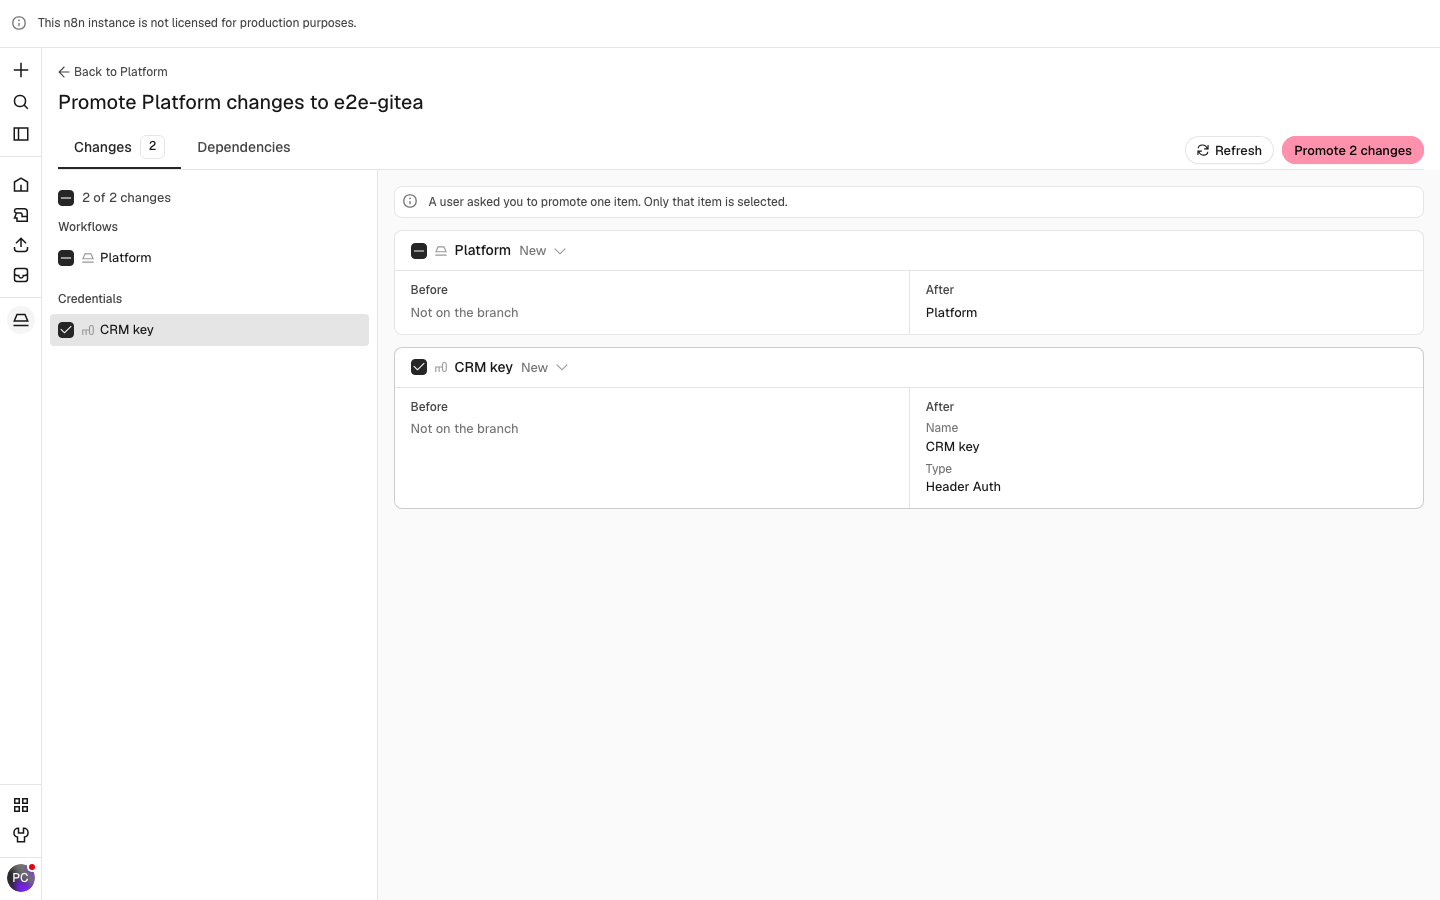 This n8n instance is not licensed for production purposes.
Back to Platform
Promote Platform changes to e2e-gitea
Changes 2
Dependencies
Refresh
Promote 2 changes
2 of 2 changes
Workflows
Platform
Credentials
CRM key
A user asked you to promote one item. Only that item is selected.
Platform New
Before
Not on the branch
After
Platform
CRM key New
Before
Not on the branch
After
Name
CRM key
Type
Header Auth
PC